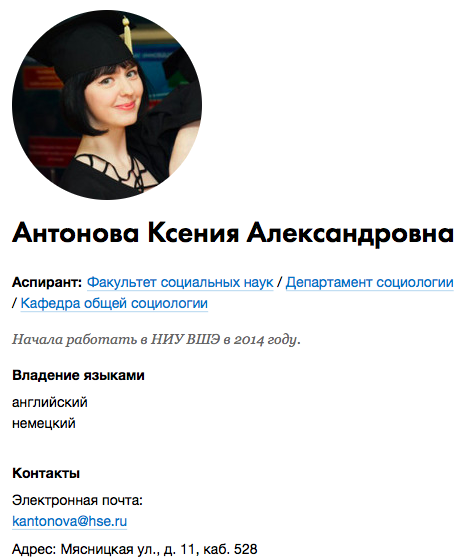 Антонова Ксения Александровна
Аспирант: Факультет социальных наук / Департамент социологии
/ Кафедра общей социологии
Начала работать в НИУ ВШЭ в 2014 году.
Владение языками
английский
немецкий
Контакты
Электронная почта:
kantonova@hse.ru
Адрес: Мясницкая ул., д. 11, каб. 528